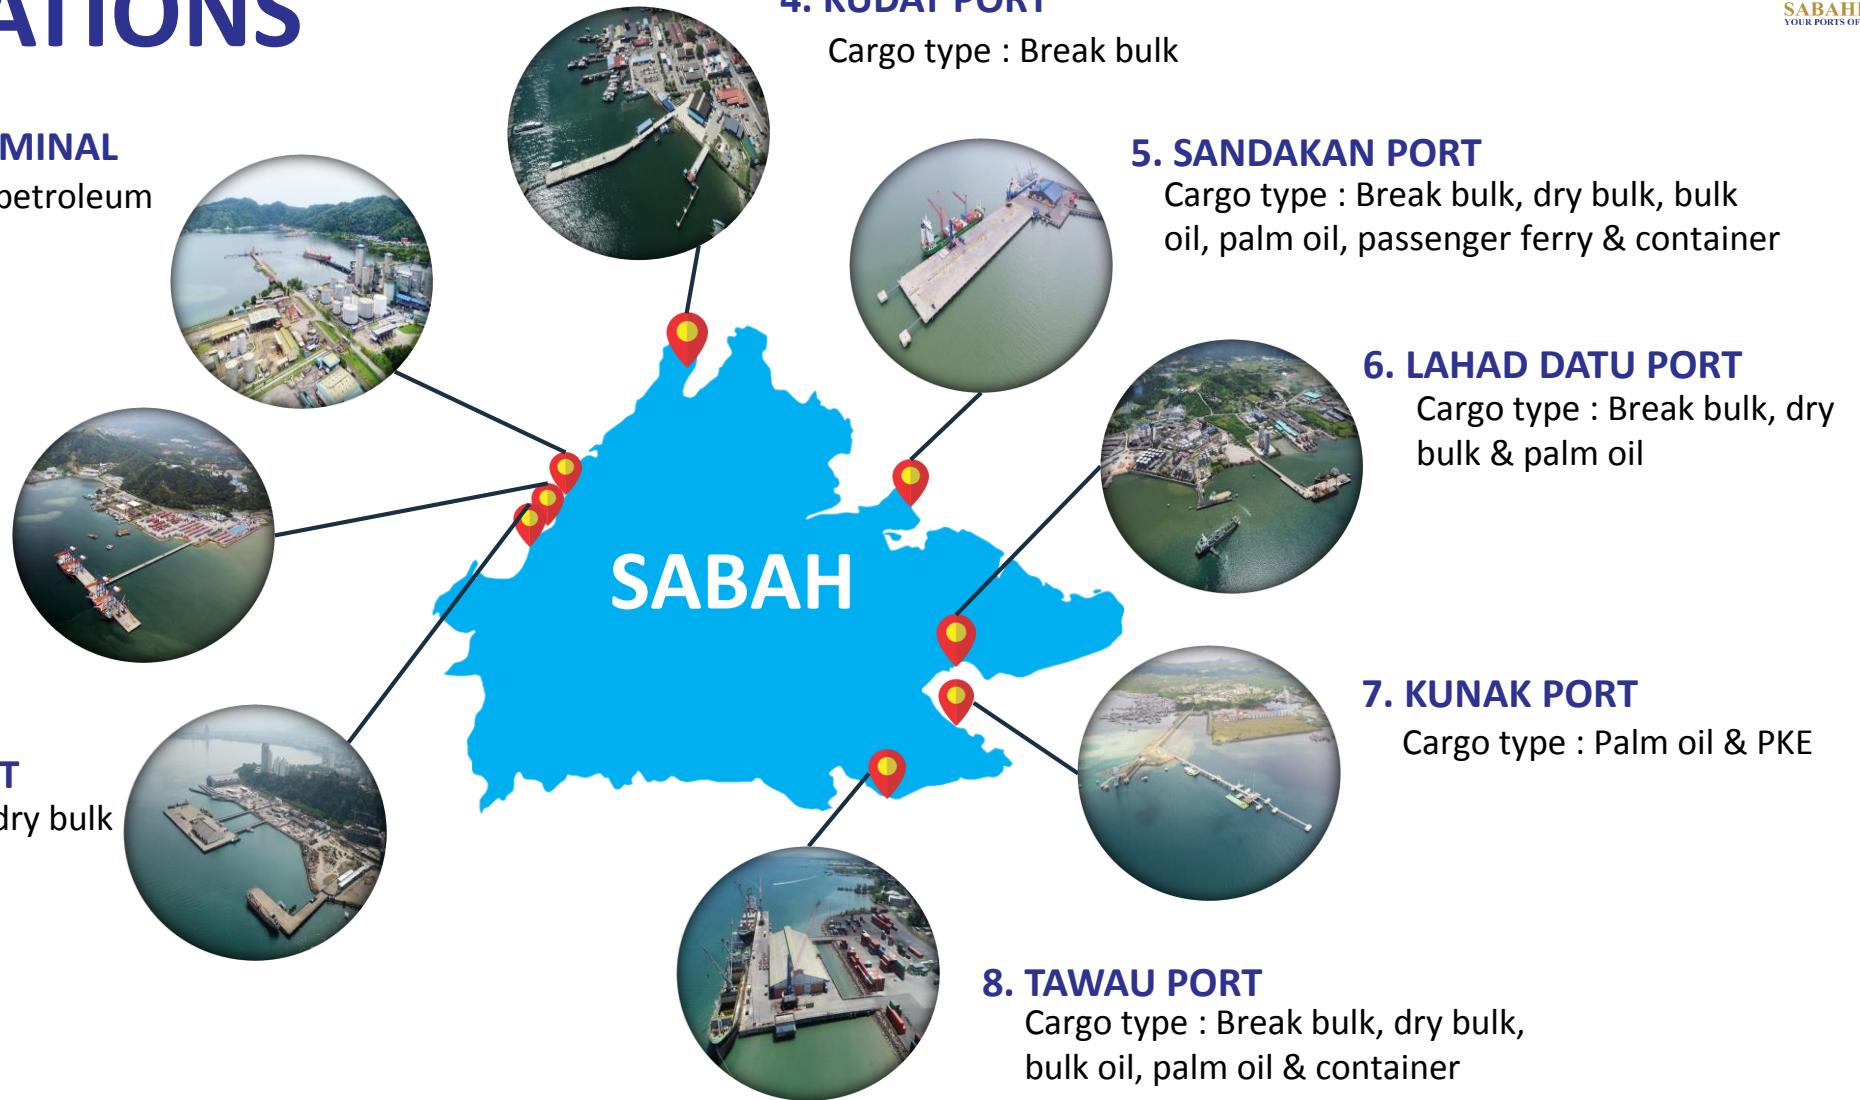 ATIONS
4. KUDAT PORT
Cargo type : Break bulk
SABAH
YOUR PORTS OF
MINAL
petroleum
5. SANDAKAN PORT
Cargo type : Break bulk, dry bulk, bulk
oil, palm oil, passenger ferry & container
6. LAHAD DATU PORT
Cargo type : Break bulk, dry
bulk & palm oil
SABAH
7. KUNAK PORT
Cargo type : Palm oil & PKE
T
dry bulk
8. TAWAU PORT
Cargo type : Break bulk, dry bulk,
bulk oil, palm oil & container